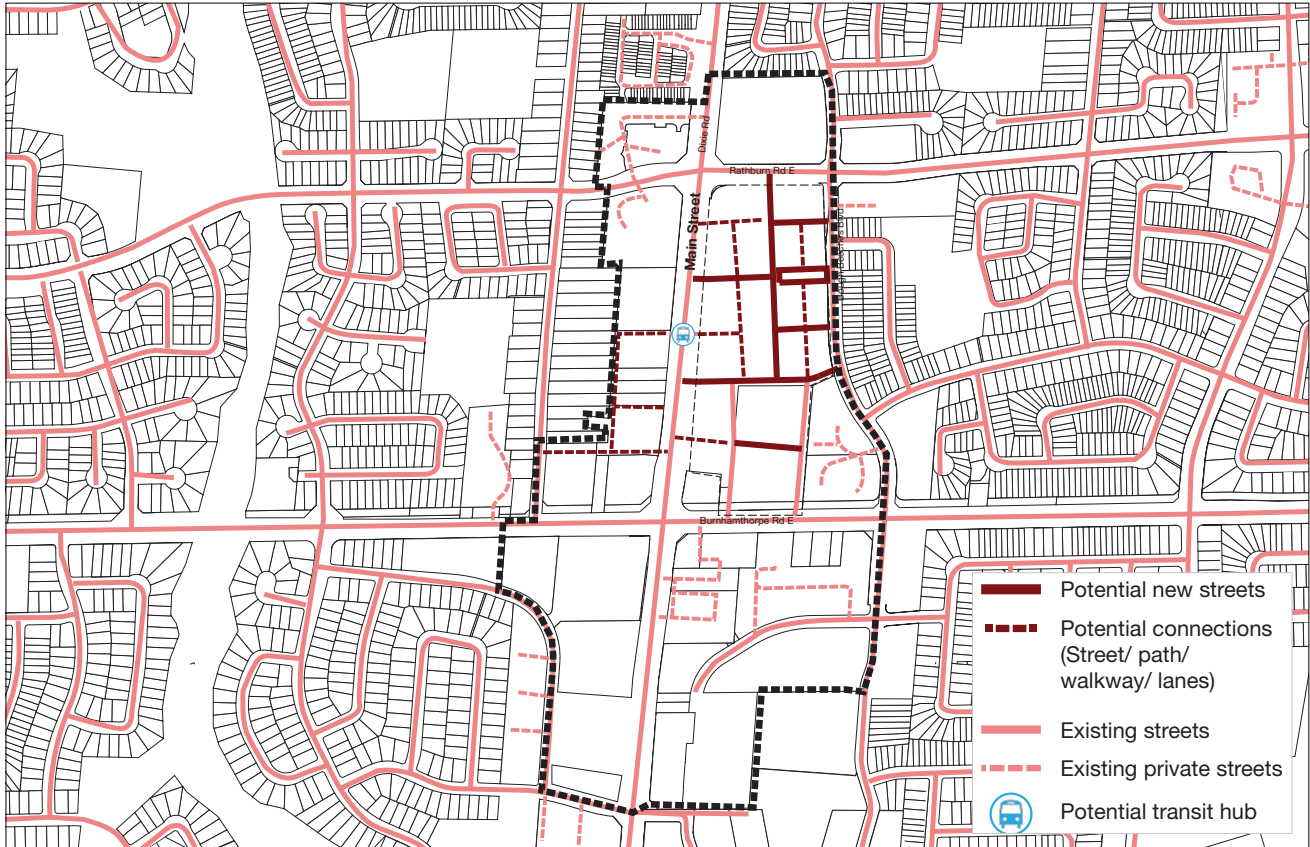 Dixie Rd
Rathburn Rd E
Main Street
Burnhamthorpe Rd E
Potential new streets
Potential connections
(Street/ path/
walkway/ lanes)
Existing streets
Existing private streets
Potential transit hub